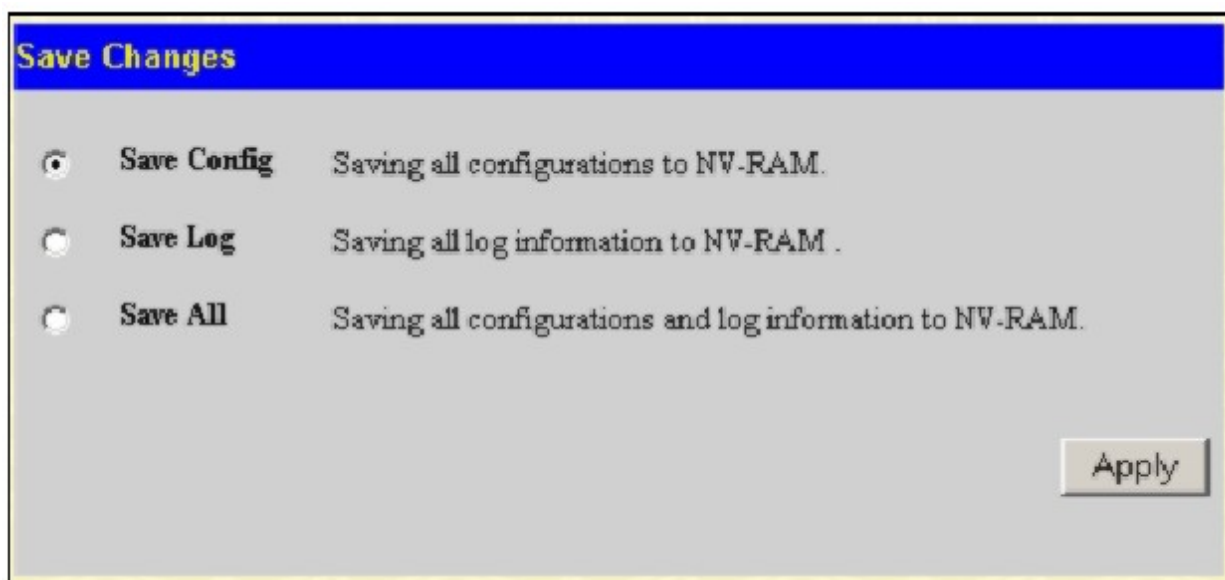 Save Changes
Save Config Saving all configurations to NV-RAM.
Save Log Saving all log information to NV-RAM .
Save All Saving all configurations and log information to NV-RAM.
Apply